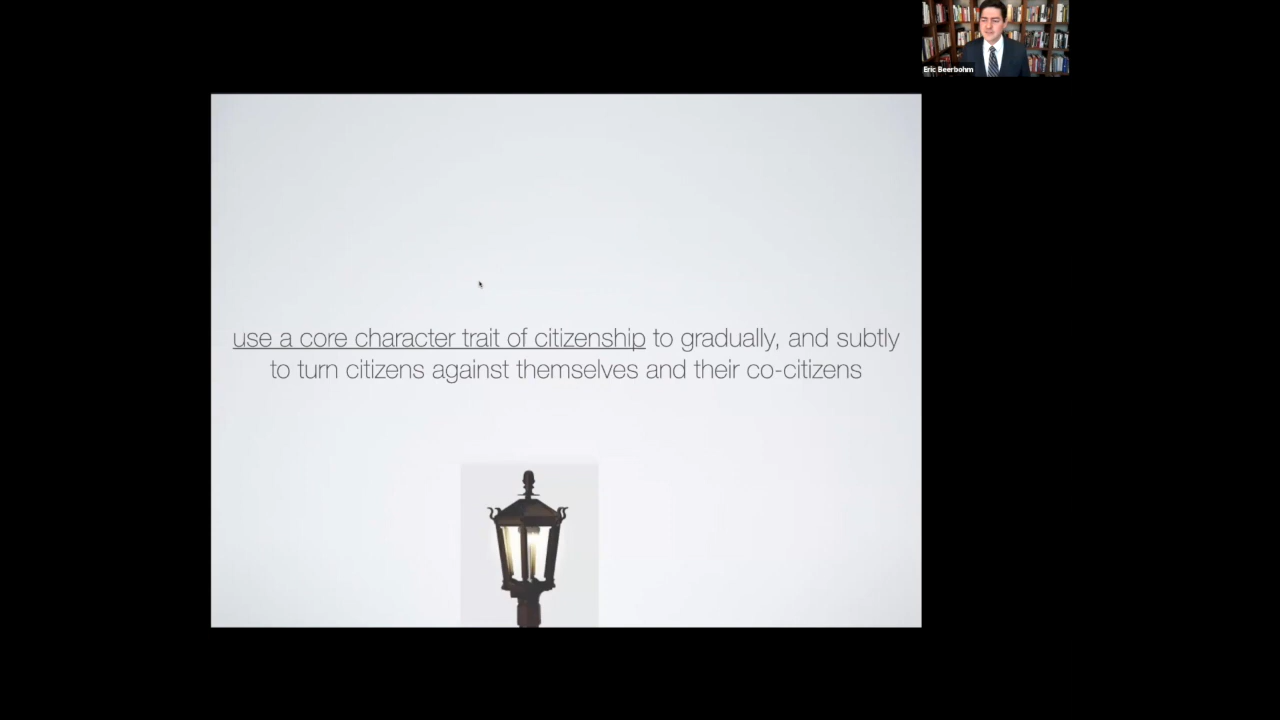 Eric Beerbohm
use a core character trait of citizenship to gradually, and subtly
to turn citizens against themselves and their co-citizens